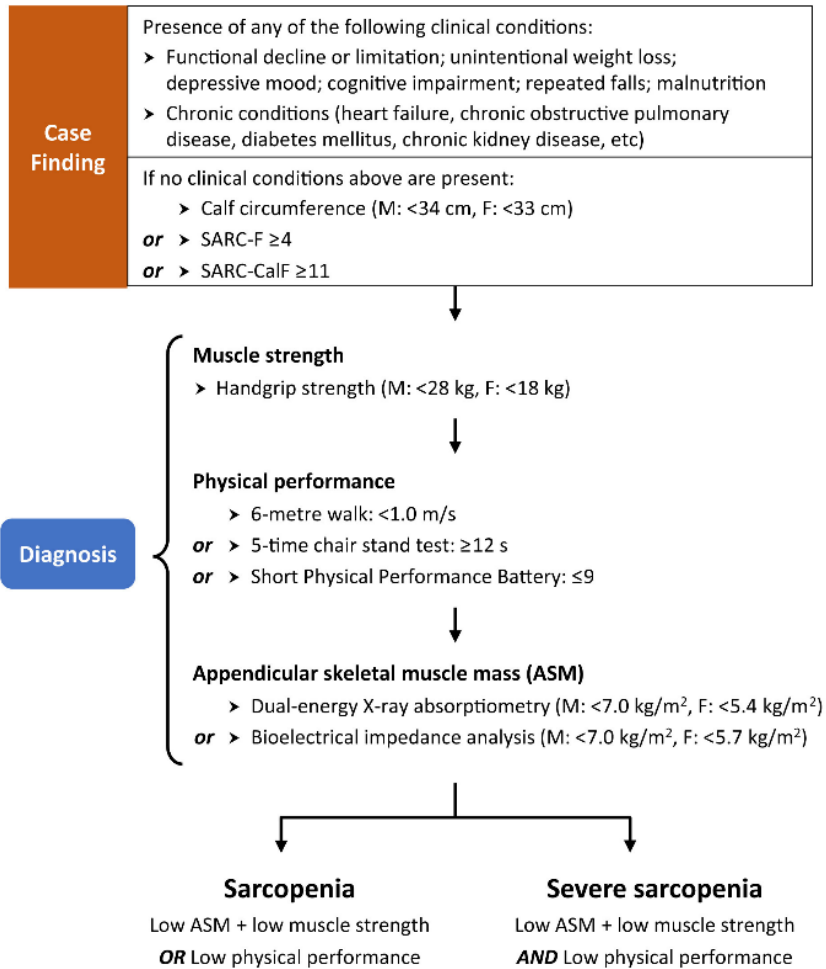 Case
Finding
Presence of any of the following clinical conditions:
➤ Functional decline or limitation; unintentional weight loss;
depressive mood; cognitive impairment; repeated falls; malnutrition
➤ Chronic conditions (heart failure, chronic obstructive pulmonary
disease, diabetes mellitus, chronic kidney disease, etc)
If no clinical conditions above are present:
➤ Calf circumference (M: <34 cm, F: <33 cm)
or ➤ SARC-F ≥4
or ➤ SARC-CalF ≥11
Diagnosis
Muscle strength
➤ Handgrip strength (M: <28 kg, F: <18 kg)
Physical performance
➤ 6-metre walk: <1.0 m/s
or ➤ 5-time chair stand test: ≥12 s
or ➤ Short Physical Performance Battery: ≤9
Appendicular skeletal muscle mass (ASM)
➤ Dual-energy X-ray absorptiometry (M: <7.0 kg/m², F: <5.4 kg/m²)
or ➤ Bioelectrical impedance analysis (M: <7.0 kg/m², F: <5.7 kg/m²)
Sarcopenia
Low ASM + low muscle strength
OR Low physical performance
Severe sarcopenia
Low ASM + low muscle strength
AND Low physical performance